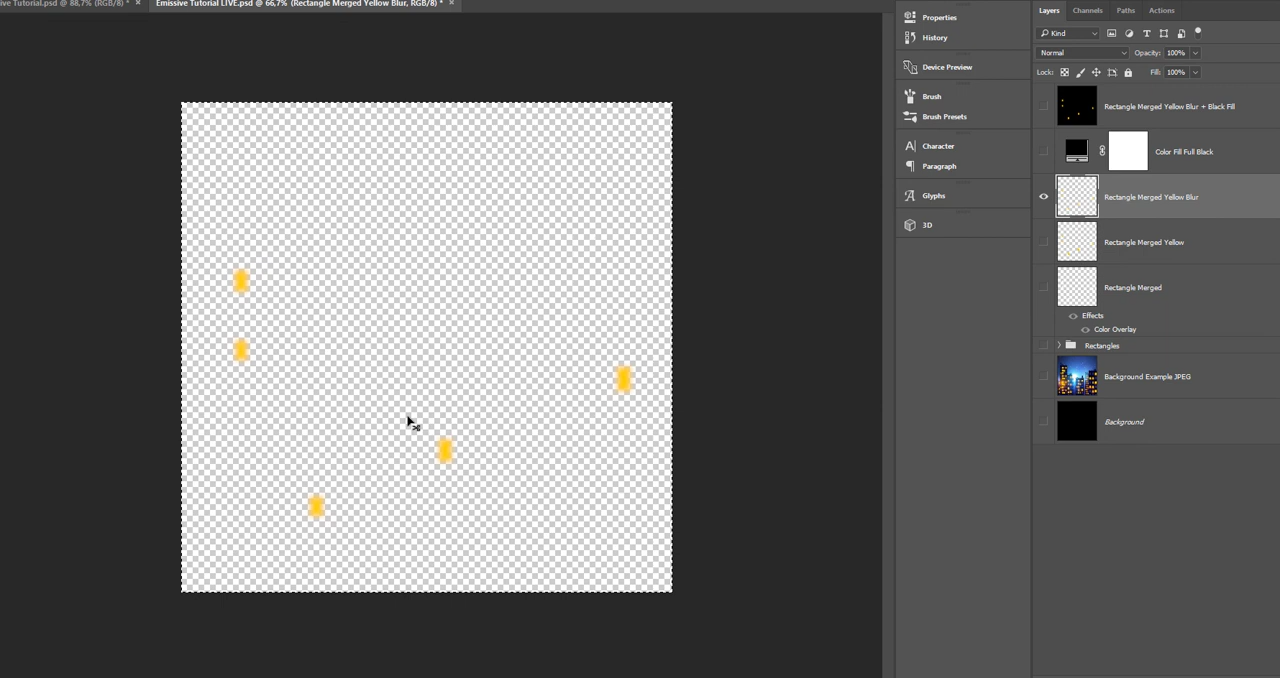 ve Tutorial.psd @ 88,7% (RGB/8) * × Emissive Tutorial LIVE.psd @ 66,7% (Rectangle Merged Yellow Blur, RGB/8) * ×
Properties
History
Device Preview
Brush
Brush Presets
Character
Paragraph
Glyphs
3D
Layers Channels Paths Actions
Kind
Normal Opacity: 100%
Lock: Fill: 100%
Rectangle Merged Yellow Blur + Black Fill
Color Fill Full Black
Rectangle Merged Yellow Blur
Rectangle Merged Yellow
Rectangle Merged
Effects
Color Overlay
Rectangles
Background Example JPEG
Background